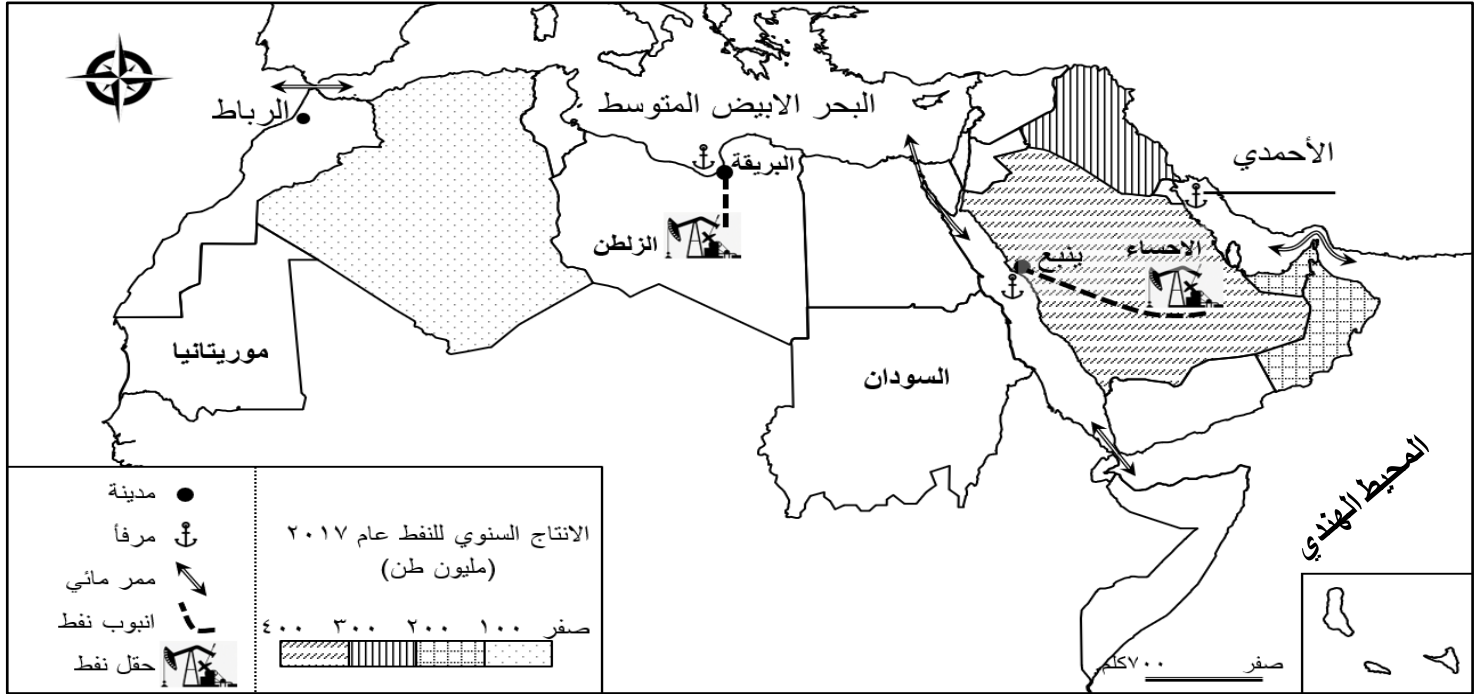 البحر الابيض المتوسط
الرباط
الأحمدي
البريقة
الزلطن
الاحساء
ينبع
موريتانيا
السودان
المحيط الهندي
مدينة
مرفأ
ممر مائي
انبوب نفط
حقل نفط
الانتاج السنوي للنفط عام ٢٠١٧
(مليون طن)
صفر ١٠٠ ٢٠٠ ٣٠٠ ٤٠٠
صفر ٧٠٠كلم